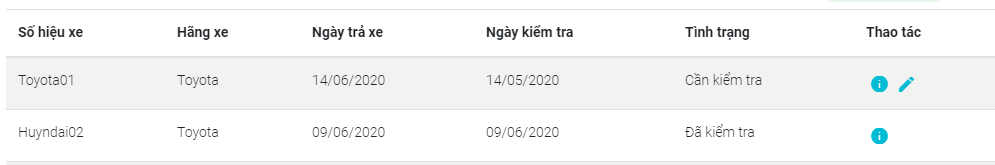 Số hiệu xe Hãng xe Ngày trả xe Ngày kiểm tra Tình trạng Thao tác
Toyota01 Toyota 14/06/2020 14/05/2020 Cần kiểm tra
Huyndai02 Toyota 09/06/2020 09/06/2020 Đã kiểm tra